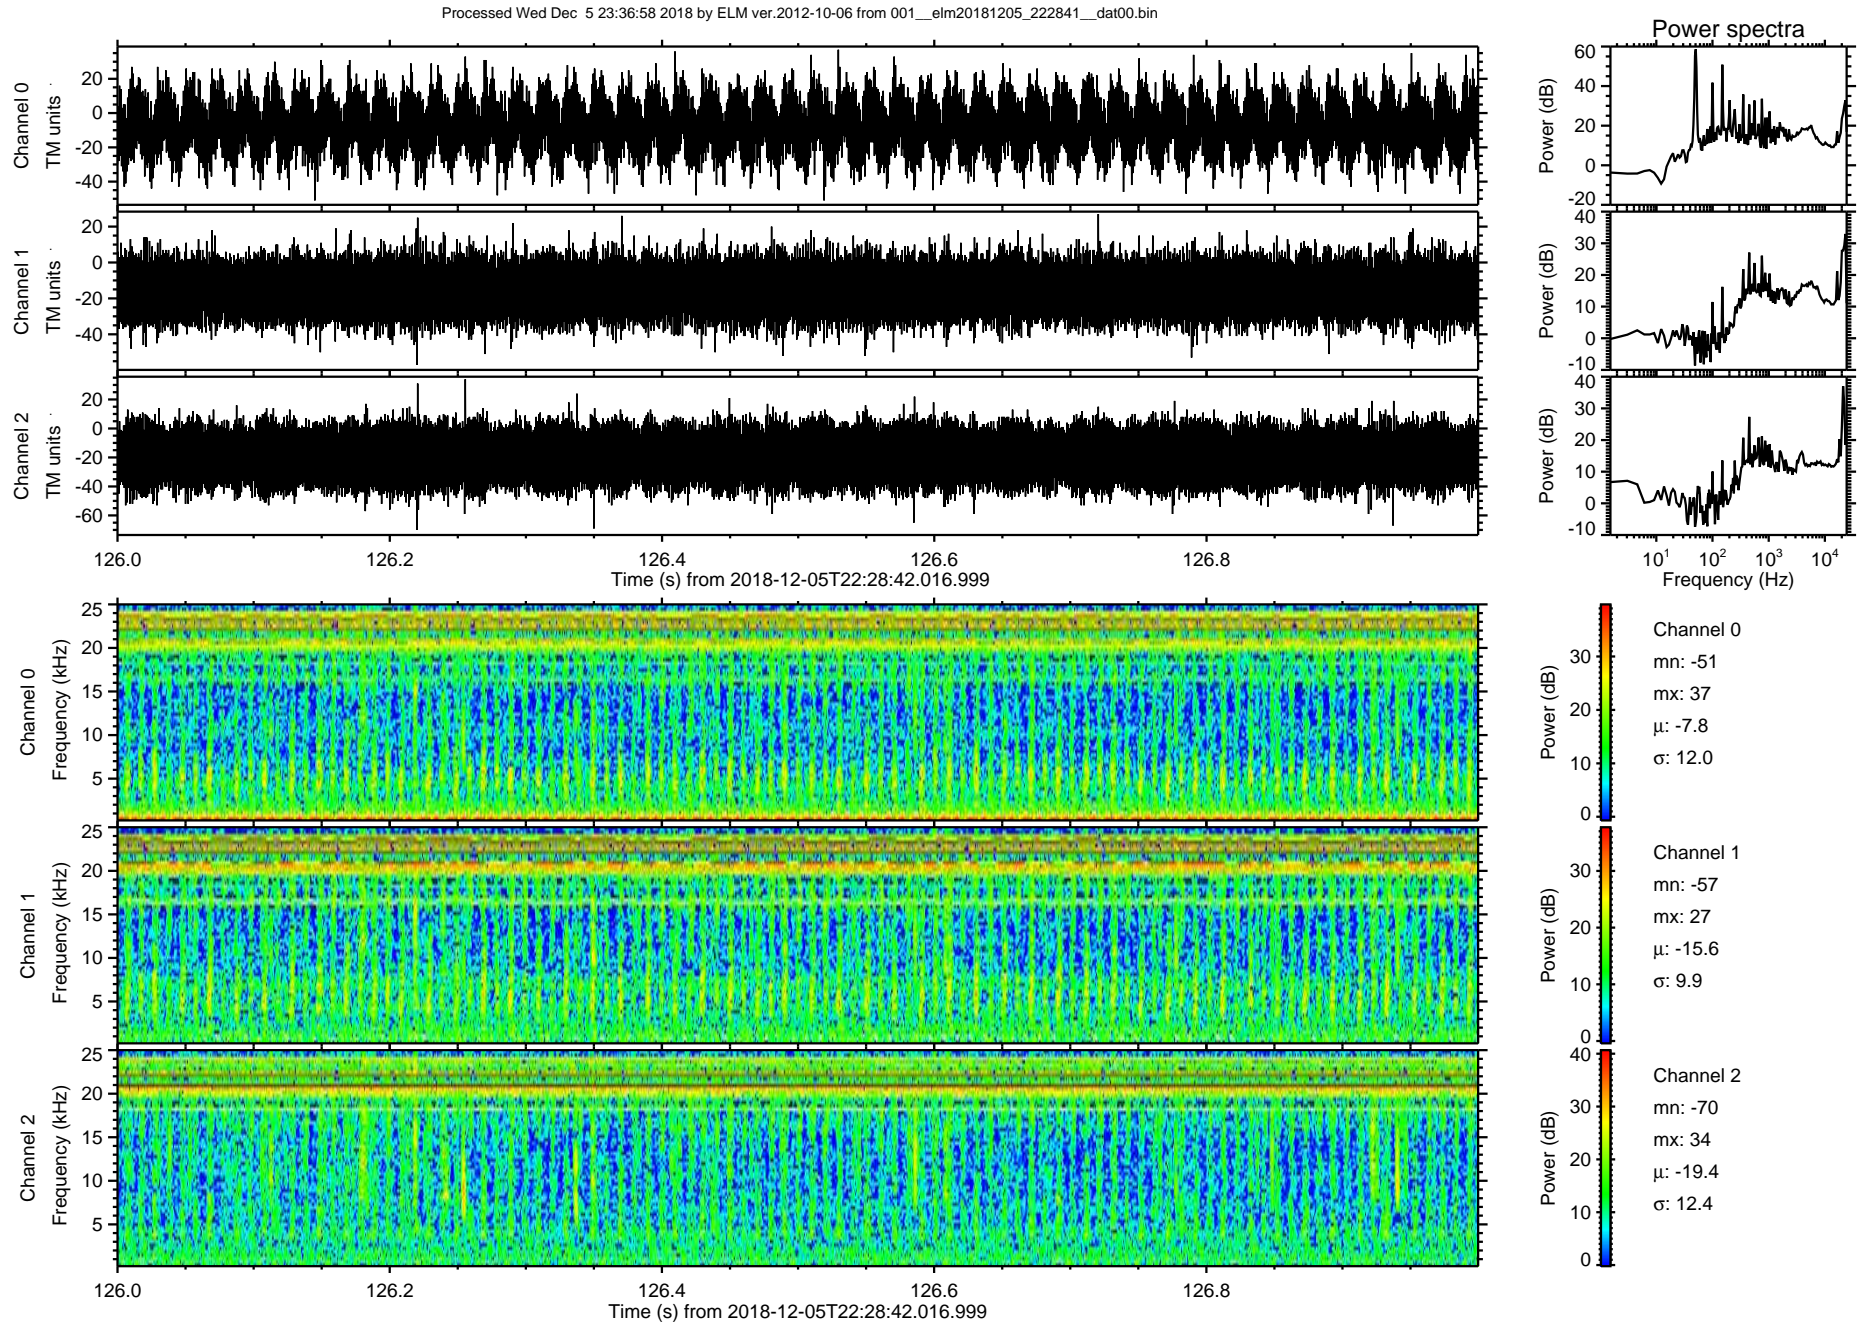 Processed Wed Dec 5 23:36:58 2018 by ELM ver.2012-10-06 from 001__elm20181205_222841__dat00.bin
Power spectra
Channel 0
TM units
20
0
-20
-40
Power (dB)
60
40
20
0
-20
Channel 1
TM units
20
0
-20
-40
Power (dB)
40
30
20
10
0
-10
Channel 2
TM units
20
0
-20
-40
-60
Power (dB)
40
30
20
10
0
-10
126.0 126.2 126.4 126.6 126.8
Time (s) from 2018-12-05T22:28:42.016.999
10¹ 10² 10³ 10⁴
Frequency (Hz)
Channel 0
Frequency (kHz)
25
20
15
10
5
Power (dB)
30
20
10
0
Channel 0
mn: -51
mx: 37
μ: -7.8
σ: 12.0
Channel 1
Frequency (kHz)
25
20
15
10
5
Power (dB)
30
20
10
0
Channel 1
mn: -57
mx: 27
μ: -15.6
σ: 9.9
Channel 2
Frequency (kHz)
25
20
15
10
5
Power (dB)
40
30
20
10
0
Channel 2
mn: -70
mx: 34
μ: -19.4
σ: 12.4
126.0 126.2 126.4 126.6 126.8
Time (s) from 2018-12-05T22:28:42.016.999